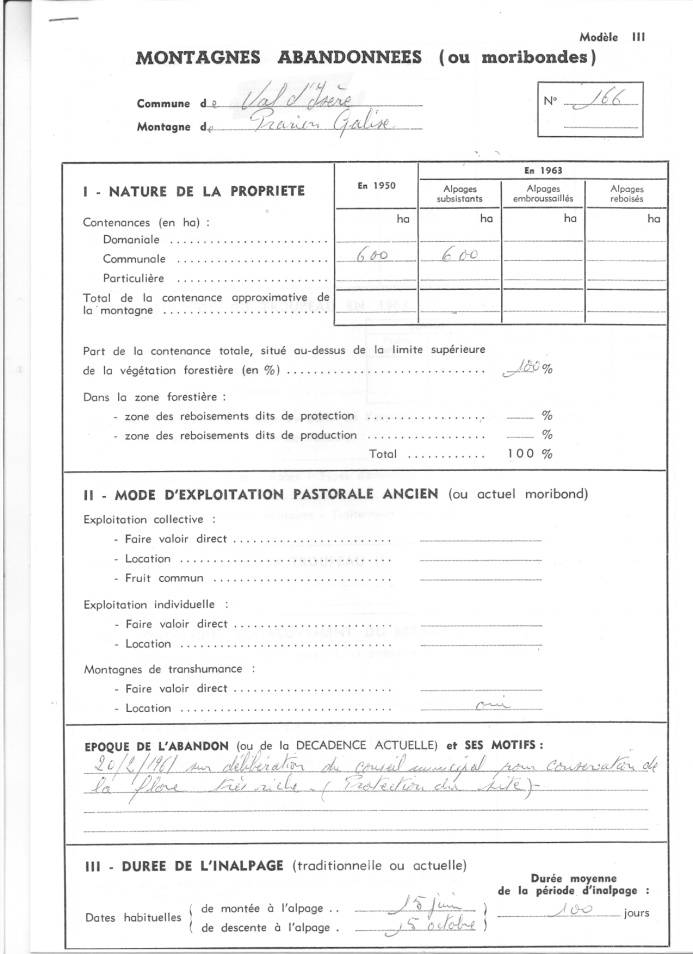 Modèle III
MONTAGNES ABANDONNEES (ou moribondes)
Commune de Val d'Isère
Montagne de Prarion Galise
N° 166
I - NATURE DE LA PROPRIETE
En 1950
En 1963
Alpages subsistants
Alpages embroussaillés
Alpages reboisés
Contenances (en ha) :
ha ha ha ha
Domaniale ........................
Communale ........................ 600 600
Particulière ........................
Total de la contenance approximative de
la montagne ........................
Part de la contenance totale, situé au-dessus de la limite supérieure
de la végétation forestière (en %) .............................. 100 %
Dans la zone forestière :
- zone des reboisements dits de protection .................. %
- zone des reboisements dits de production .................. %
Total ............ 100 %
II - MODE D'EXPLOITATION PASTORALE ANCIEN (ou actuel moribond)
Exploitation collective :
- Faire valoir direct ........................
- Location ................................
- Fruit commun ...........................
Exploitation individuelle :
- Faire valoir direct ........................
- Location ................................
Montagnes de transhumance :
- Faire valoir direct ........................
- Location ................................ oui
EPOQUE DE L'ABANDON (ou de la DECADENCE ACTUELLE) et SES MOTIFS :
20/2/1961 sur délibération du conseil municipal pour conservation de
la flore très riche - (Protection du site) -
III - DUREE DE L'INALPAGE (traditionnelle ou actuelle)
Durée moyenne
de la période d'inalpage :
Dates habituelles
de montée à l'alpage .. 15 juin
100 jours
de descente à l'alpage . 15 octobre